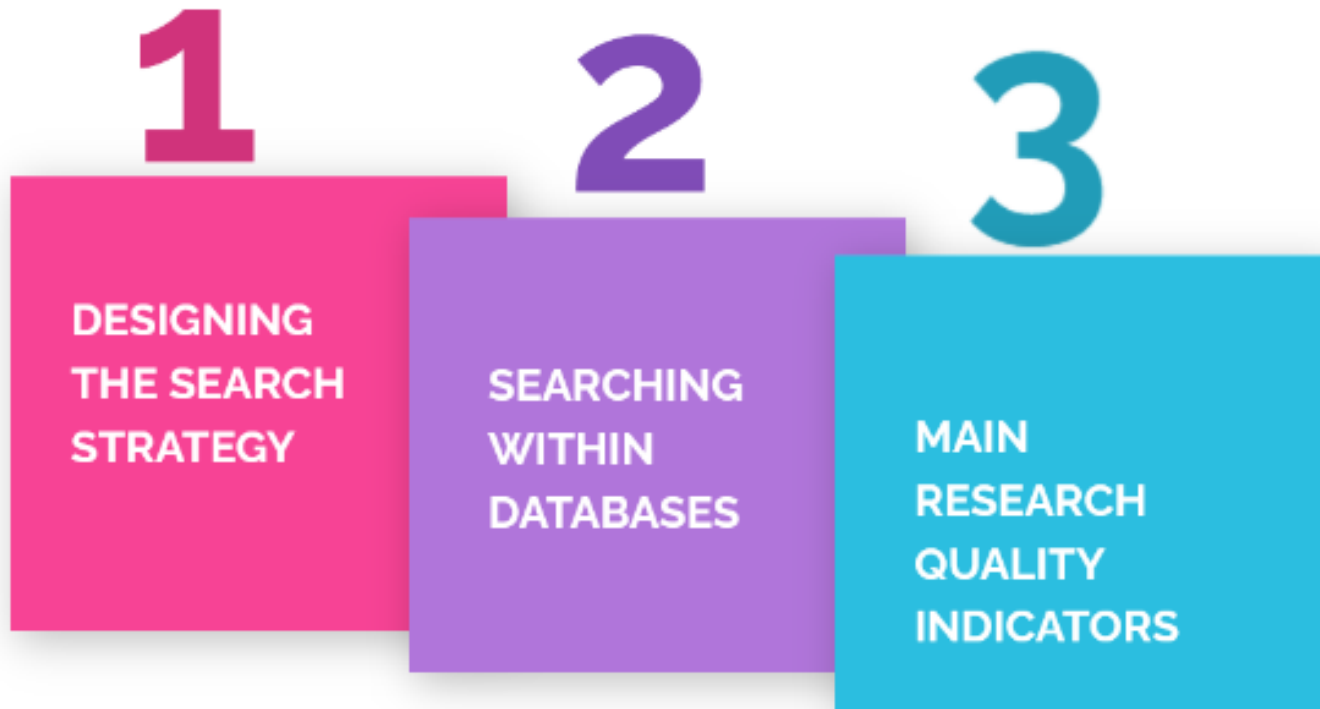 1
DESIGNING
THE SEARCH
STRATEGY
2
SEARCHING
WITHIN
DATABASES
3
MAIN
RESEARCH
QUALITY
INDICATORS